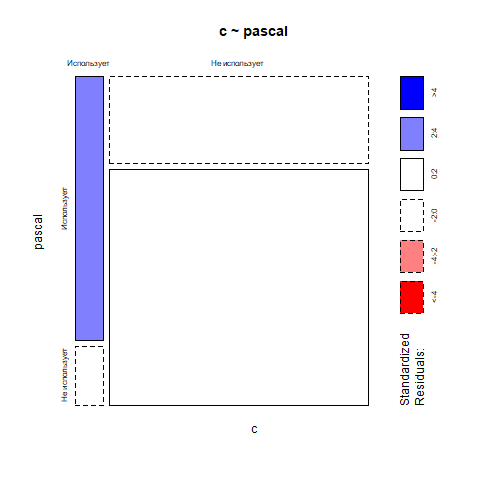 c ~ pascal
Использует
Не использует
pascal
Использует
Не использует
c
>4
2:4
0:2
-2:0
-4:-2
<-4
Standardized
Residuals: